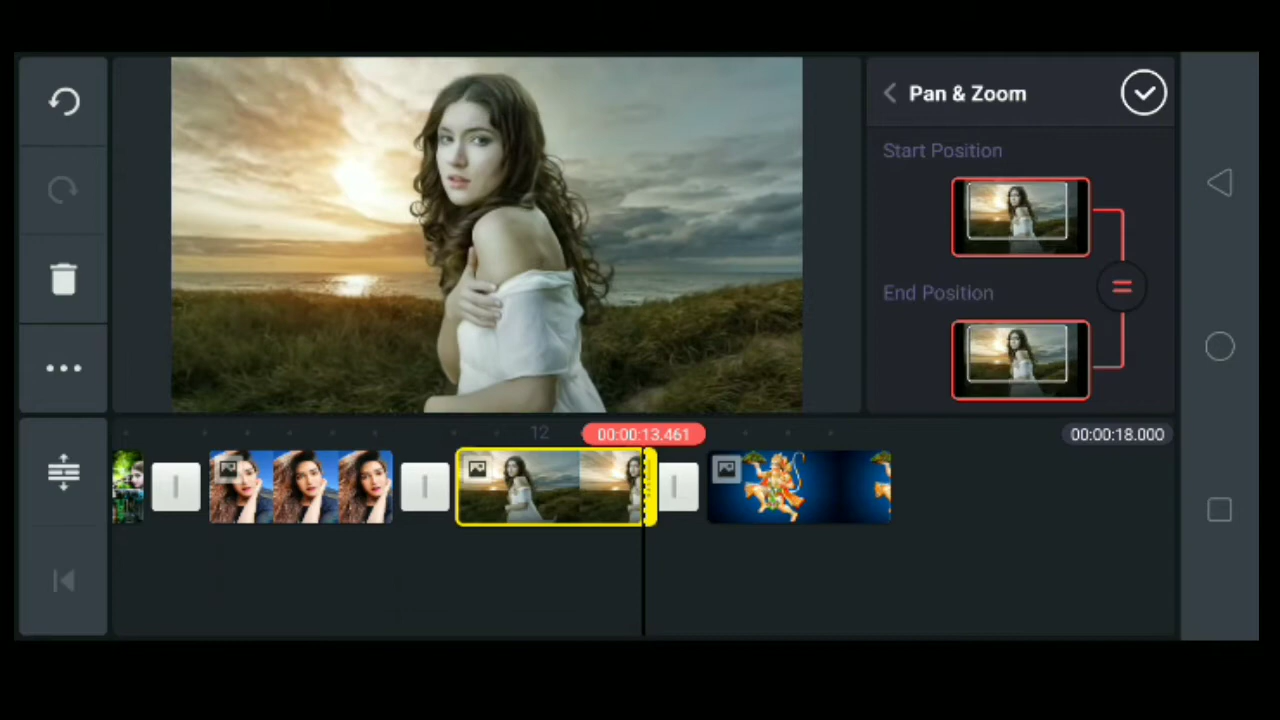 Pan & Zoom
Start Position
End Position
12
00:00:13.461
00:00:18.000